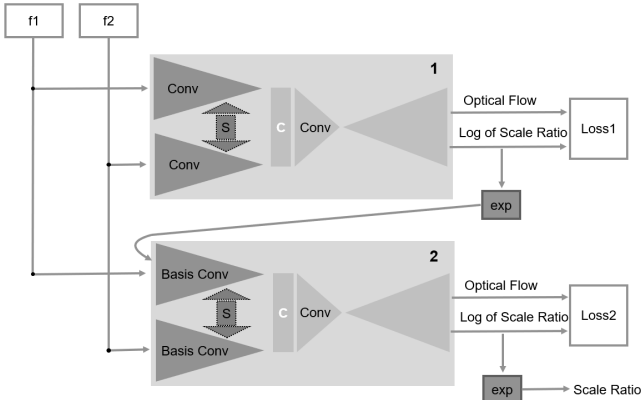 f1
f2
1
Conv
S
C
Conv
Conv
Optical Flow
Log of Scale Ratio
Loss1
exp
2
Basis Conv
S
C
Conv
Basis Conv
Optical Flow
Log of Scale Ratio
Loss2
exp
Scale Ratio